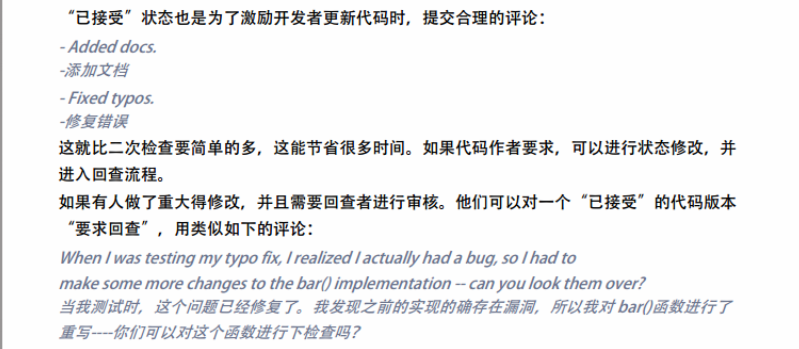 “已接受”状态也是为了激励开发者更新代码时，提交合理的评论：
- Added docs.
-添加文档
- Fixed typos.
-修复错误
这就比二次检查要简单的多，这能节省很多时间。如果代码作者要求，可以进行状态修改，并
进入回查流程。
如果有人做了重大得修改，并且需要回查者进行审核。他们可以对一个“已接受”的代码版本
“要求回查”，用类似如下的评论：
When I was testing my typo fix, I realized I actually had a bug, so I had to
make some more changes to the bar() implementation -- can you look them over?
当我测试时，这个问题已经修复了。我发现之前的实现的确存在漏洞，所以我对 bar()函数进行了
重写----你们可以对这个函数进行下检查吗？